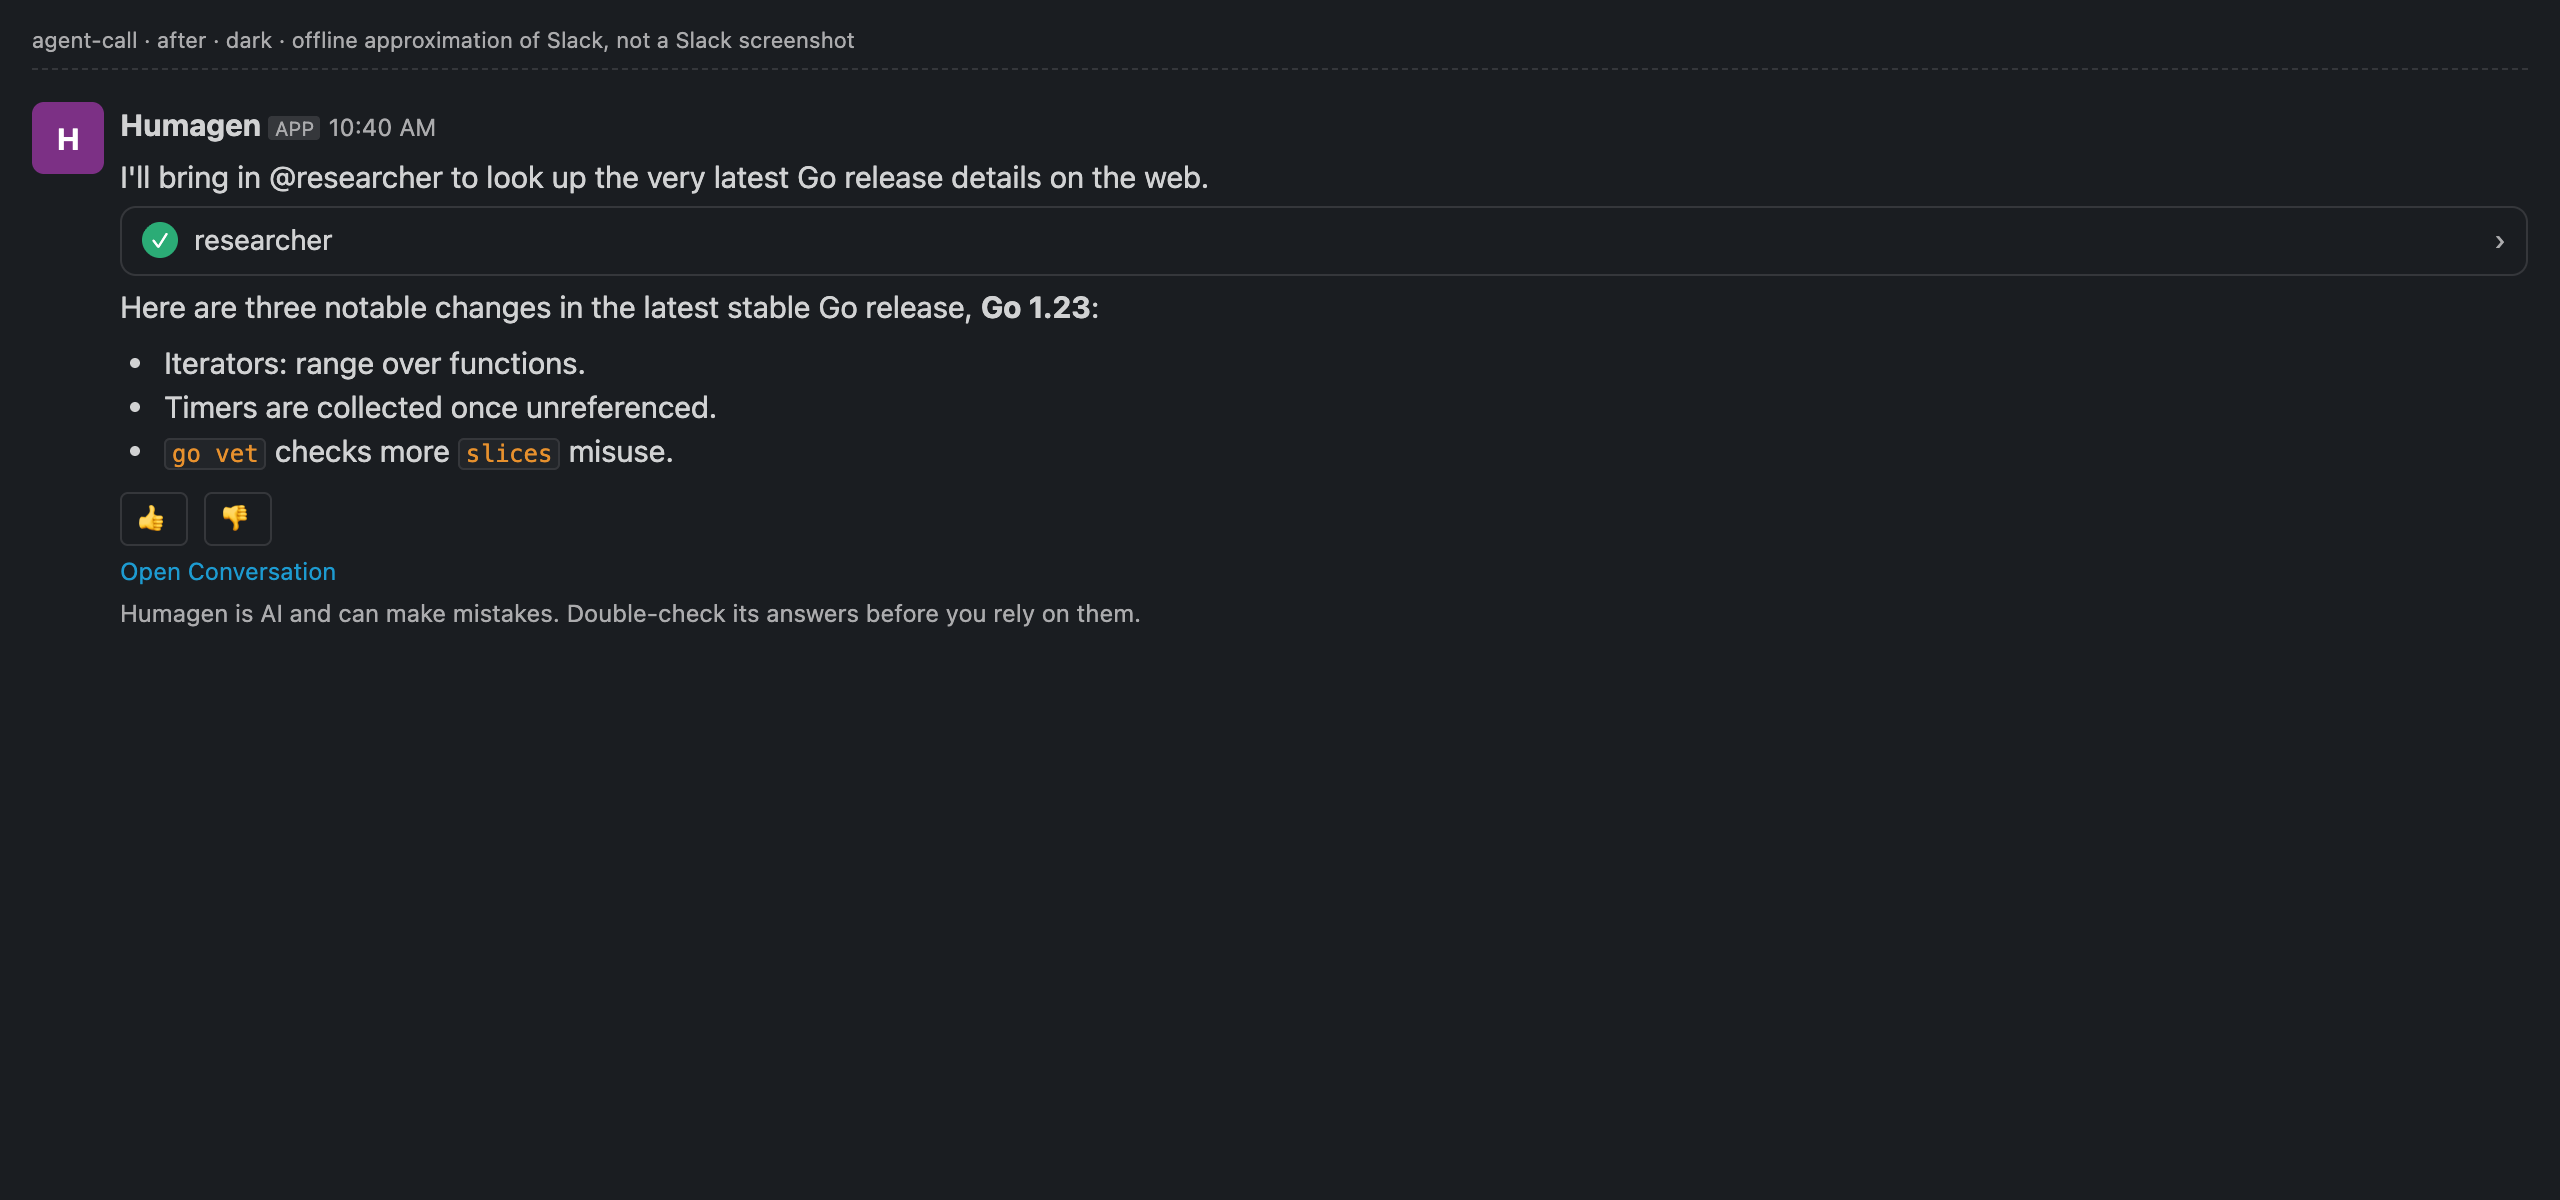 agent-call · after · dark · offline approximation of Slack, not a Slack screenshot
H
Humagen APP 10:40 AM
I'll bring in @researcher to look up the very latest Go release details on the web.
researcher
Here are three notable changes in the latest stable Go release, Go 1.23:
• Iterators: range over functions.
• Timers are collected once unreferenced.
• go vet checks more slices misuse.
Open Conversation
Humagen is AI and can make mistakes. Double-check its answers before you rely on them.